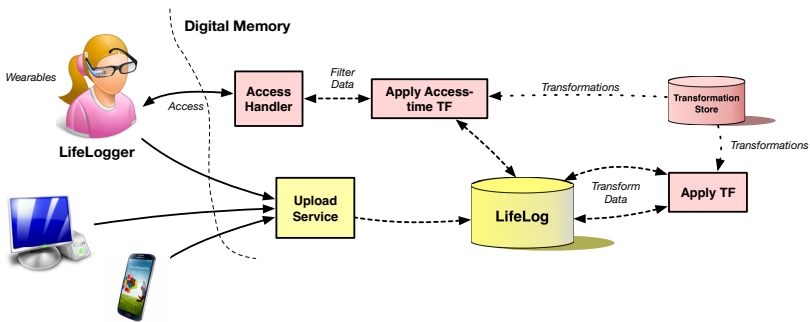 Digital Memory
Wearables
LifeLogger
Access
Access
Handler
Filter
Data
Apply Access-
time TF
Transformations
Transformation
Store
Transformations
Upload
Service
LifeLog
Transform
Data
Apply TF